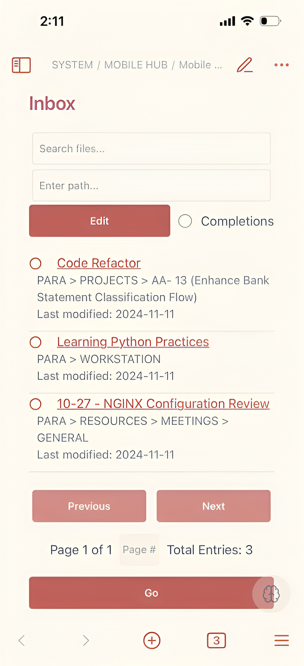 2:11
SYSTEM / MOBILE HUB / Mobile ...
Inbox
Search files...
Enter path...
Edit
Completions
Code Refactor
PARA > PROJECTS > AA- 13 (Enhance Bank
Statement Classification Flow)
Last modified: 2024-11-11
Learning Python Practices
PARA > WORKSTATION
Last modified: 2024-11-11
10-27 - NGINX Configuration Review
PARA > RESOURCES > MEETINGS >
GENERAL
Last modified: 2024-11-11
Previous
Next
Page 1 of 1 Page # Total Entries: 3
Go
3